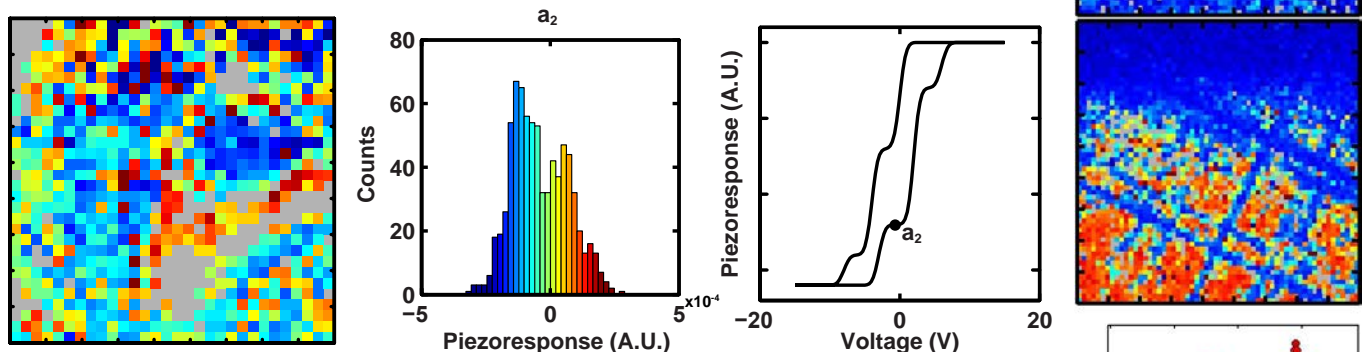 a₂
80
60
40
20
0
Counts
−5
0
5
x10⁻⁴
Piezoresponse (A.U.)
Piezoresponse (A.U.)
a₂
−20
0
20
Voltage (V)